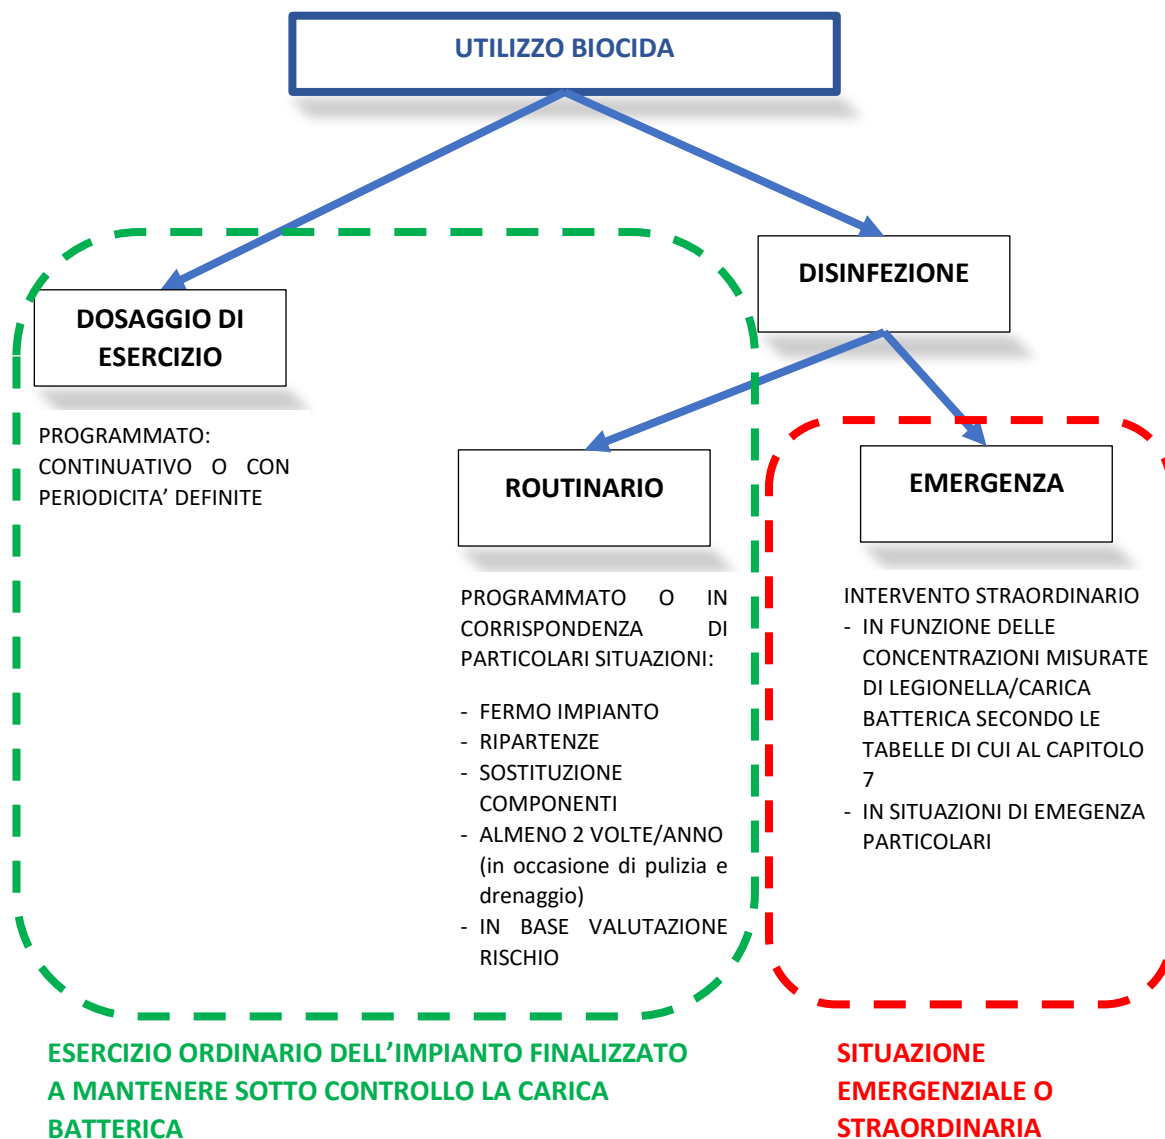 UTILIZZO BIOCIDA
DISINFEZIONE
DOSAGGIO DI
ESERCIZIO
PROGRAMMATO:
CONTINUATIVO O CON
PERIODICITA’ DEFINITE
ROUTINARIO
EMERGENZA
PROGRAMMATO O IN
CORRISPONDENZA DI
PARTICOLARI SITUAZIONI:
- FERMO IMPIANTO
- RIPARTENZE
- SOSTITUZIONE
COMPONENTI
- ALMENO 2 VOLTE/ANNO
(in occasione di pulizia e
drenaggio)
- IN BASE VALUTAZIONE
RISCHIO
INTERVENTO STRAORDINARIO
- IN FUNZIONE DELLE
CONCENTRAZIONI MISURATE
DI LEGIONELLA/CARICA
BATTERICA SECONDO LE
TABELLE DI CUI AL CAPITOLO
7
- IN SITUAZIONI DI EMEGENZA
PARTICOLARI
ESERCIZIO ORDINARIO DELL’IMPIANTO FINALIZZATO
A MANTENERE SOTTO CONTROLLO LA CARICA
BATTERICA
SITUAZIONE
EMERGENZIALE O
STRAORDINARIA